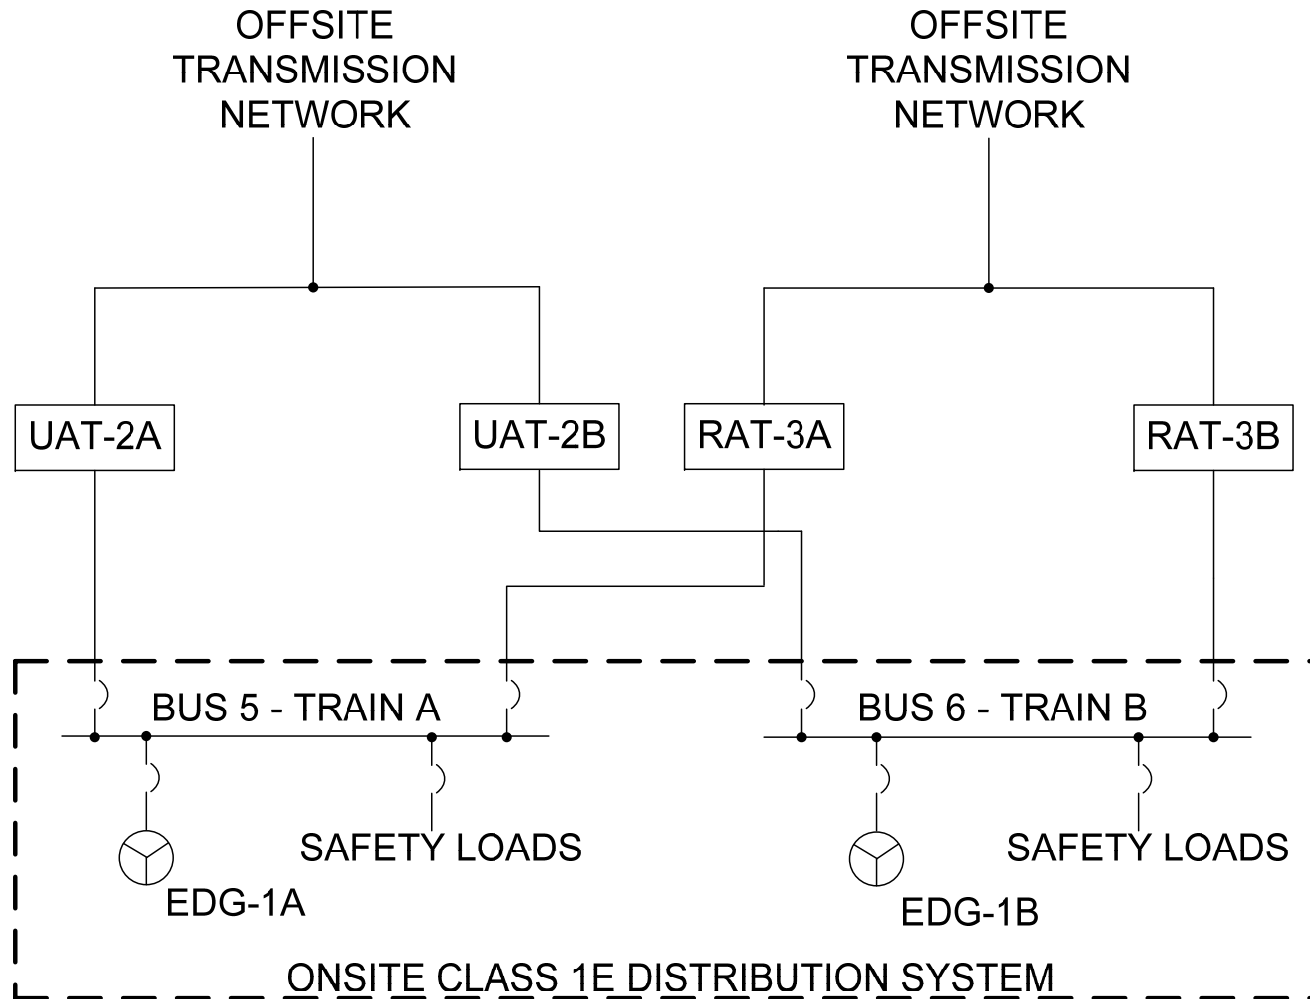 OFFSITE
TRANSMISSION
NETWORK
OFFSITE
TRANSMISSION
NETWORK
UAT-2A
UAT-2B
RAT-3A
RAT-3B
BUS 5 - TRAIN A
BUS 6 - TRAIN B
SAFETY LOADS
SAFETY LOADS
EDG-1A
EDG-1B
ONSITE CLASS 1E DISTRIBUTION SYSTEM